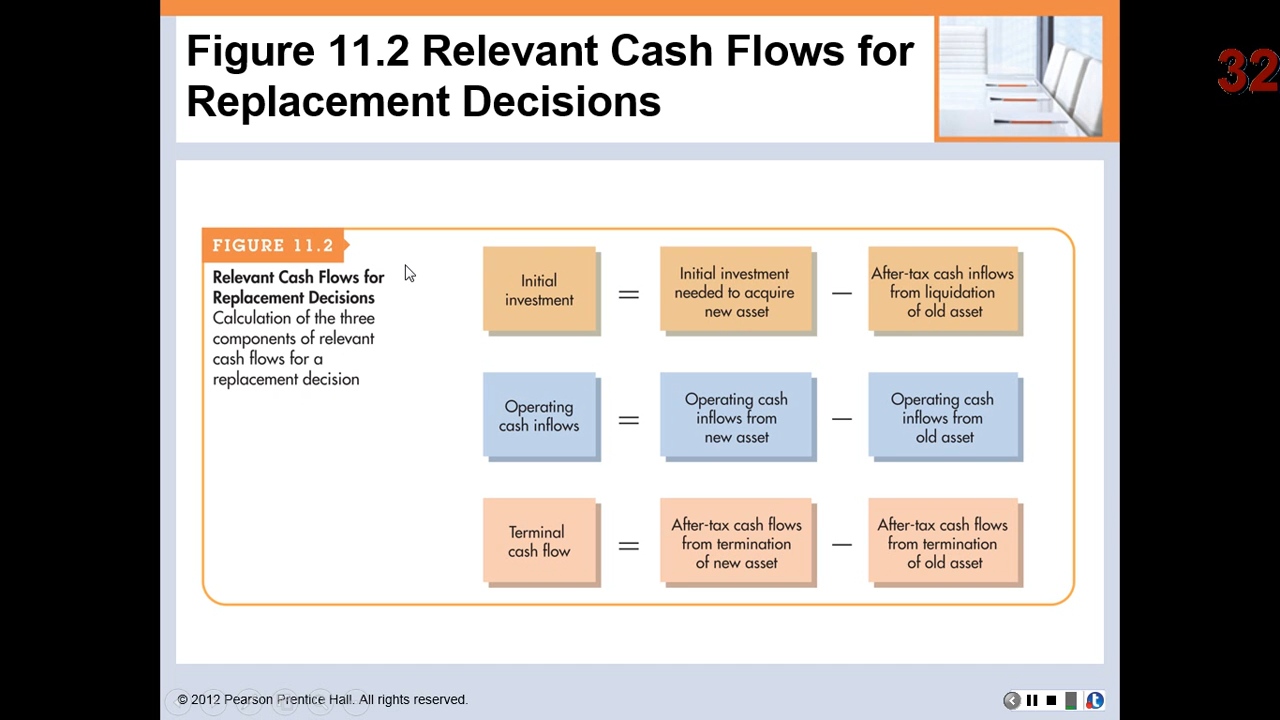 Figure 11.2 Relevant Cash Flows for
Replacement Decisions
32
FIGURE 11.2
Relevant Cash Flows for
Replacement Decisions
Calculation of the three
components of relevant
cash flows for a
replacement decision
Initial
investment
=
Initial investment
needed to acquire
new asset
—
After-tax cash inflows
from liquidation
of old asset
Operating
cash inflows
=
Operating cash
inflows from
new asset
—
Operating cash
inflows from
old asset
Terminal
cash flow
=
After-tax cash flows
from termination
of new asset
—
After-tax cash flows
from termination
of old asset
© 2012 Pearson Prentice Hall. All rights reserved.
t